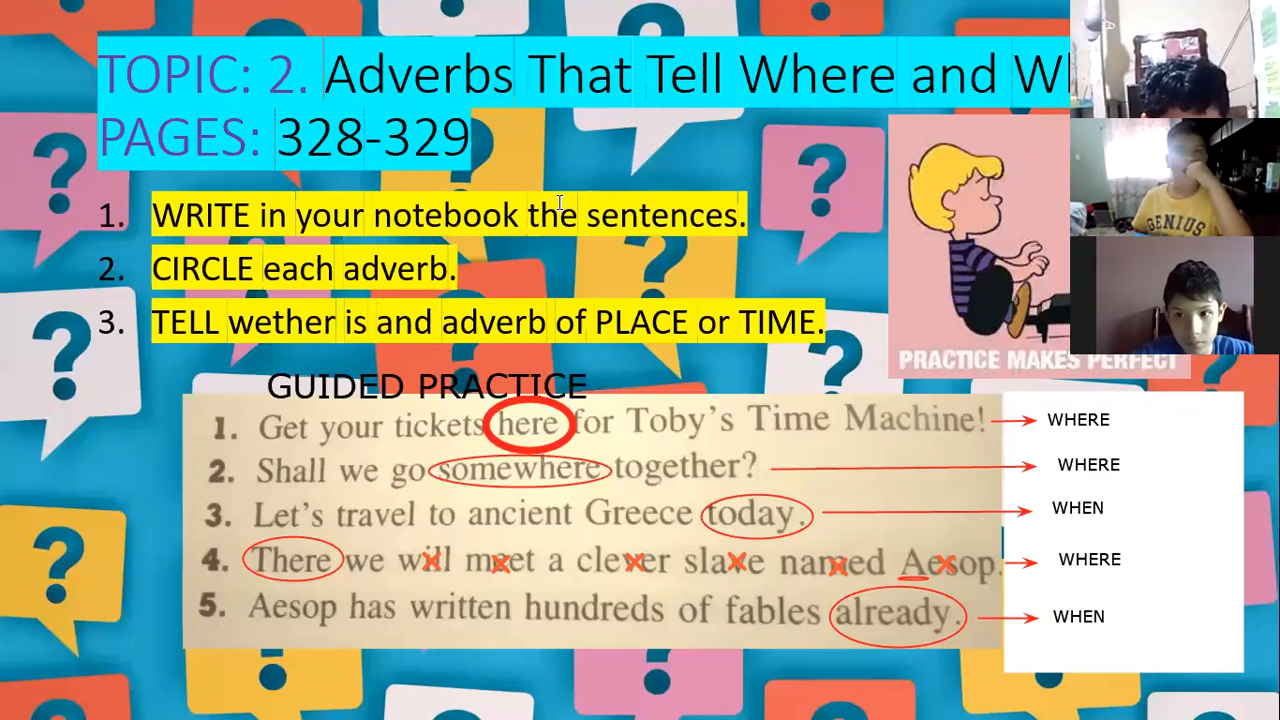 TOPIC: 2. Adverbs That Tell Where and
PAGES: 328-329
1. WRITE in your notebook the sentences.
2. CIRCLE each adverb.
3. TELL wether is and adverb of PLACE or TIME.
PRACTICE MAKES PERFECT
GENIUS
GUIDED PRACTICE
1. Get your tickets here for Toby's Time Machine! WHERE
2. Shall we go somewhere together? WHERE
3. Let's travel to ancient Greece today. WHEN
4. There we will meet a clever slave named Aesop. WHERE
5. Aesop has written hundreds of fables already. WHEN